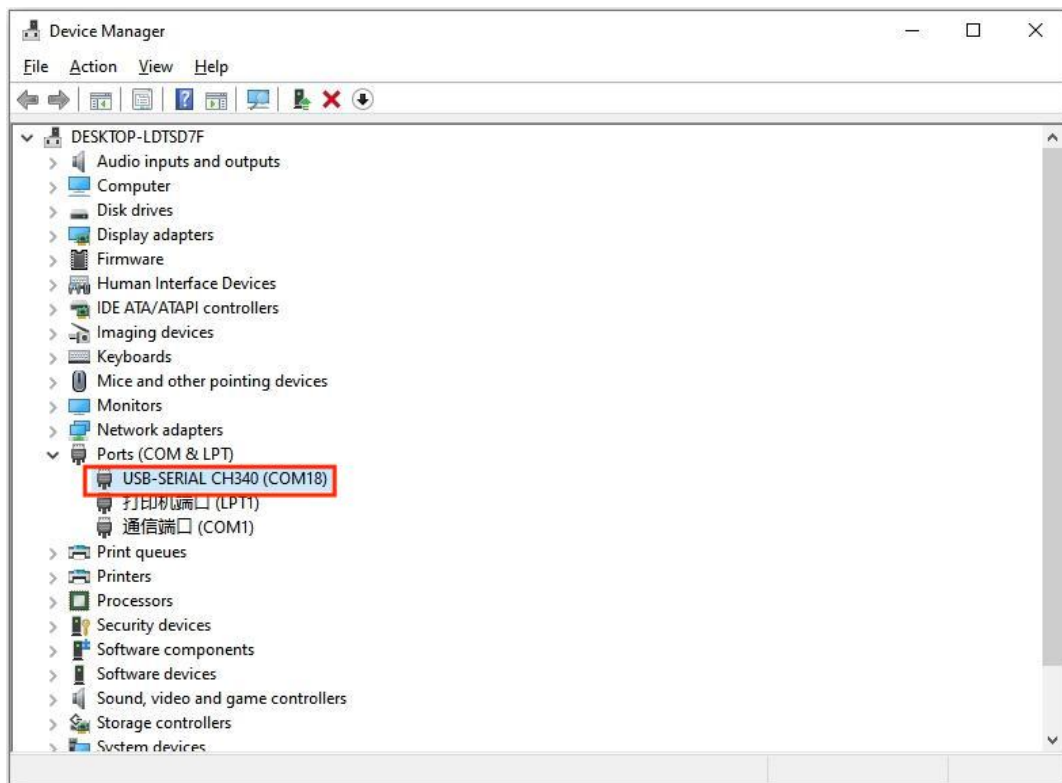 Device Manager
File Action View Help
DESKTOP-LDTSD7F
Audio inputs and outputs
Computer
Disk drives
Display adapters
Firmware
Human Interface Devices
IDE ATA/ATAPI controllers
Imaging devices
Keyboards
Mice and other pointing devices
Monitors
Network adapters
Ports (COM & LPT)
USB-SERIAL CH340 (COM18)
打印机端口 (LPT1)
通信端口 (COM1)
Print queues
Printers
Processors
Security devices
Software components
Software devices
Sound, video and game controllers
Storage controllers
System devices